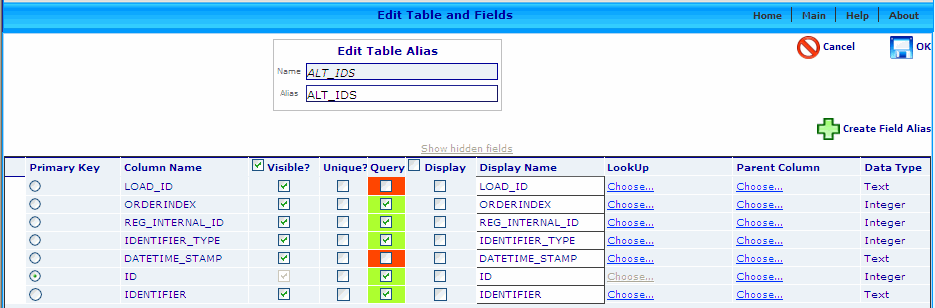 Edit Table and Fields
Home Main Help About
Edit Table Alias
Cancel OK
Name ALT_IDS
Alias ALT_IDS
Create Field Alias
Show hidden fields
Primary Key Column Name Visible? Unique? Query Display Display Name LookUp Parent Column Data Type
LOAD_ID LOAD_ID Choose... Choose... Text
ORDERINDEX ORDERINDEX Choose... Choose... Integer
REG_INTERNAL_ID REG_INTERNAL_ID Choose... Choose... Integer
IDENTIFIER_TYPE IDENTIFIER_TYPE Choose... Choose... Integer
DATETIME_STAMP DATETIME_STAMP Choose... Choose... Text
ID ID Choose... Choose... Integer
IDENTIFIER IDENTIFIER Choose... Choose... Text